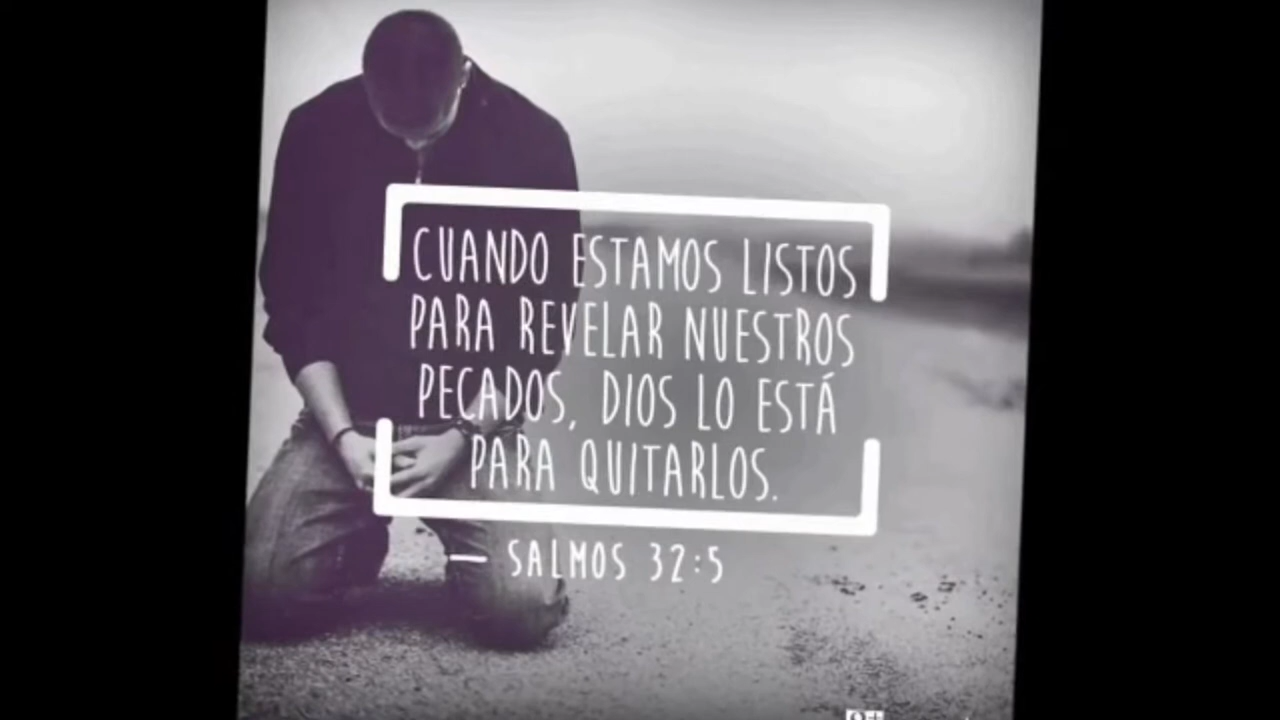 CUANDO ESTAMOS LISTOS
PARA REVELAR NUESTROS
PECADOS, DIOS LO ESTÁ
PARA QUITARLOS.
— SALMOS 32:5